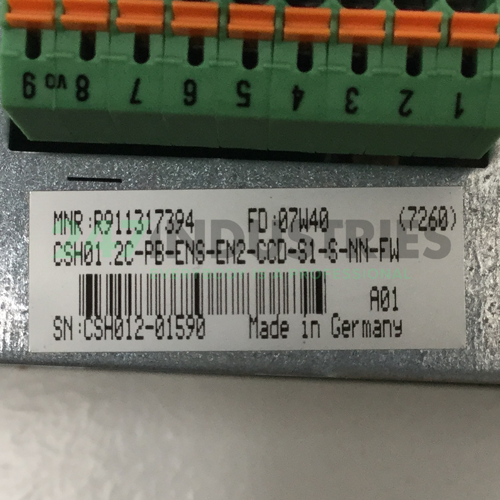 9 8 7 6 5 4 3 2 1
MNR:R911317394 FD:07W40 (7260)
INDUSTRIES
CSH01.2C-PB-ENS-EN2-CCD-S1-S-NN-FW
A01
SN:CSH012-01590 Made in Germany